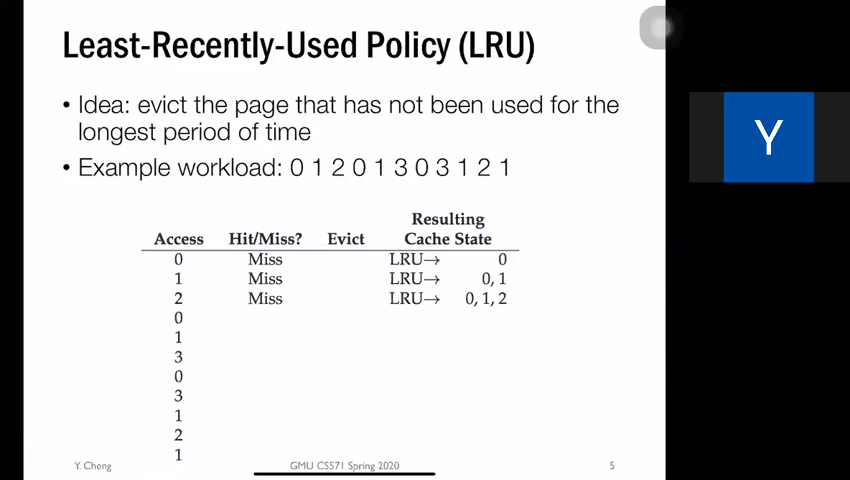 Least-Recently-Used Policy (LRU)
• Idea: evict the page that has not been used for the
longest period of time
• Example workload: 0 1 2 0 1 3 0 3 1 2 1
Resulting
Access Hit/Miss? Evict Cache State
0 Miss LRU→ 0
1 Miss LRU→ 0, 1
2 Miss LRU→ 0, 1, 2
0
1
3
0
3
1
2
1
Y. Cheng GMU CS571 Spring 2020 5
Y